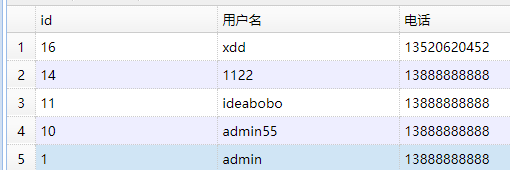 id 用户名 电话
1 16 xdd 13520620452
2 14 1122 13888888888
3 11 ideabobo 13888888888
4 10 admin55 13888888888
5 1 admin 13888888888